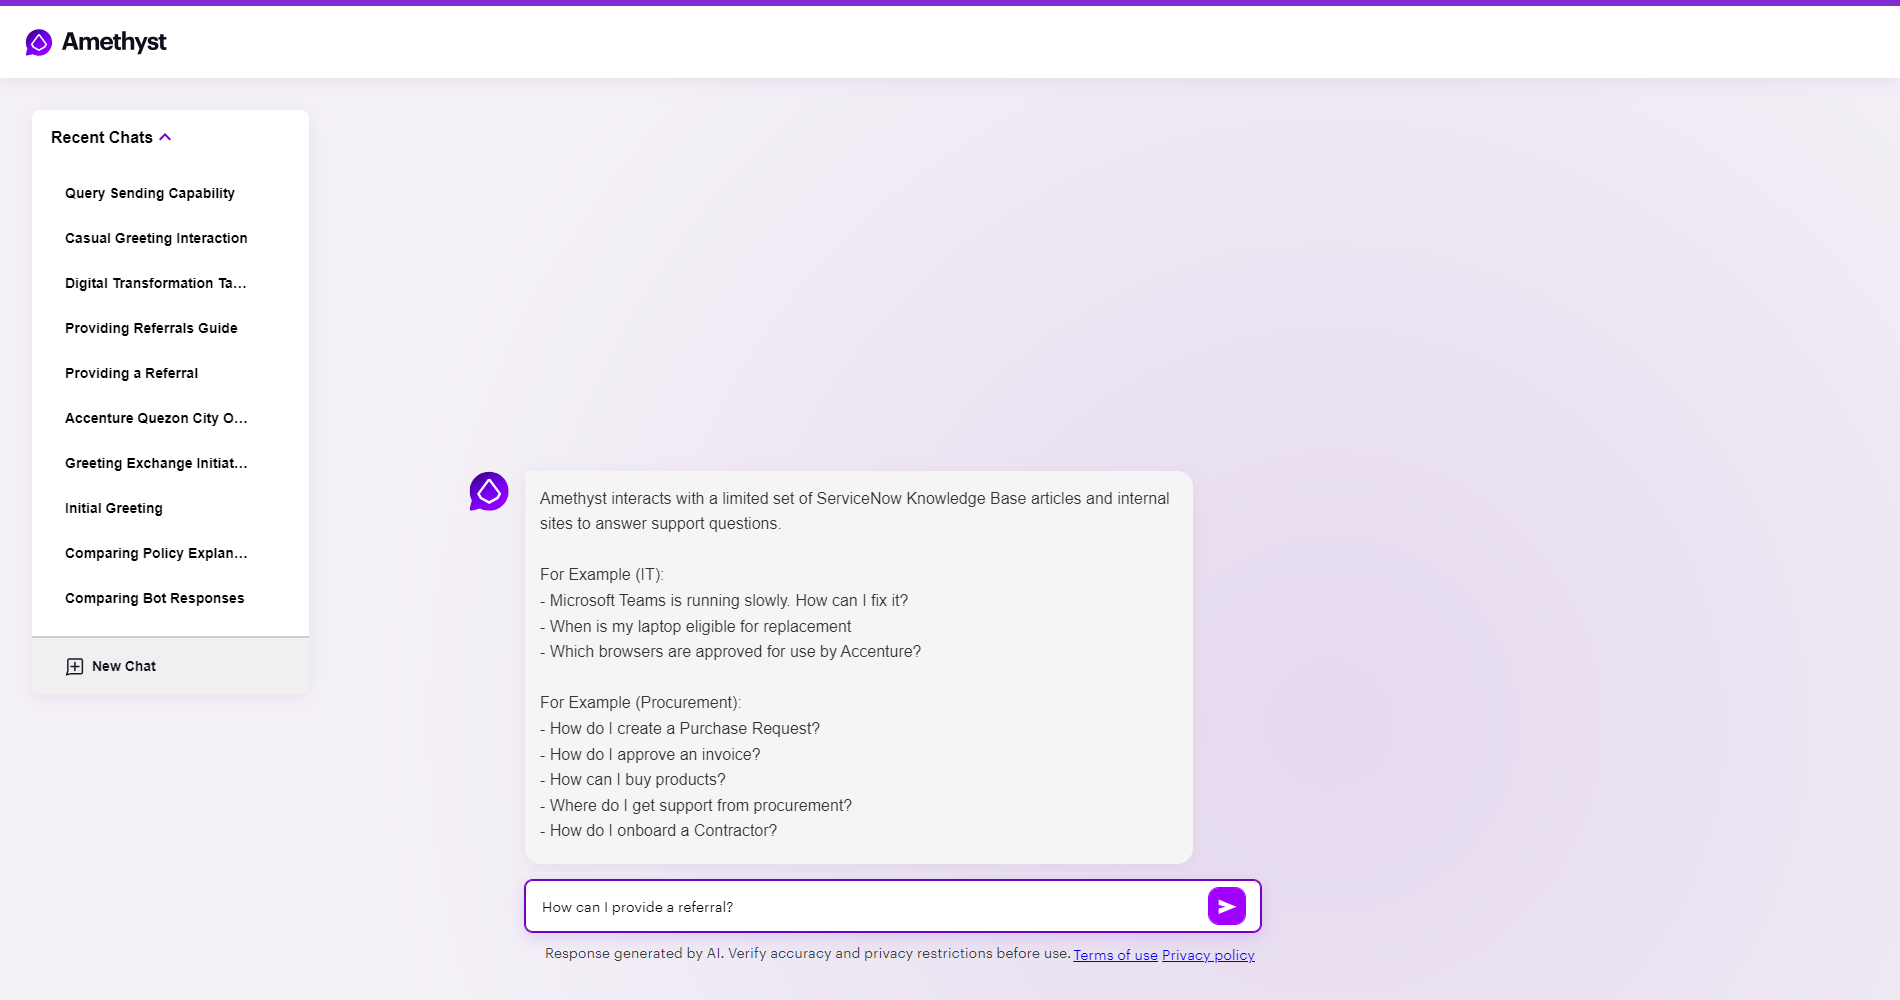 Amethyst
Recent Chats
Query Sending Capability
Casual Greeting Interaction
Digital Transformation Ta...
Providing Referrals Guide
Providing a Referral
Accenture Quezon City O...
Greeting Exchange Initiat...
Initial Greeting
Comparing Policy Explan...
Comparing Bot Responses
New Chat
Amethyst interacts with a limited set of ServiceNow Knowledge Base articles and internal
sites to answer support questions.
For Example (IT):
- Microsoft Teams is running slowly. How can I fix it?
- When is my laptop eligible for replacement
- Which browsers are approved for use by Accenture?
For Example (Procurement):
- How do I create a Purchase Request?
- How do I approve an invoice?
- How can I buy products?
- Where do I get support from procurement?
- How do I onboard a Contractor?
How can I provide a referral?
Response generated by AI. Verify accuracy and privacy restrictions before use. Terms of use Privacy policy